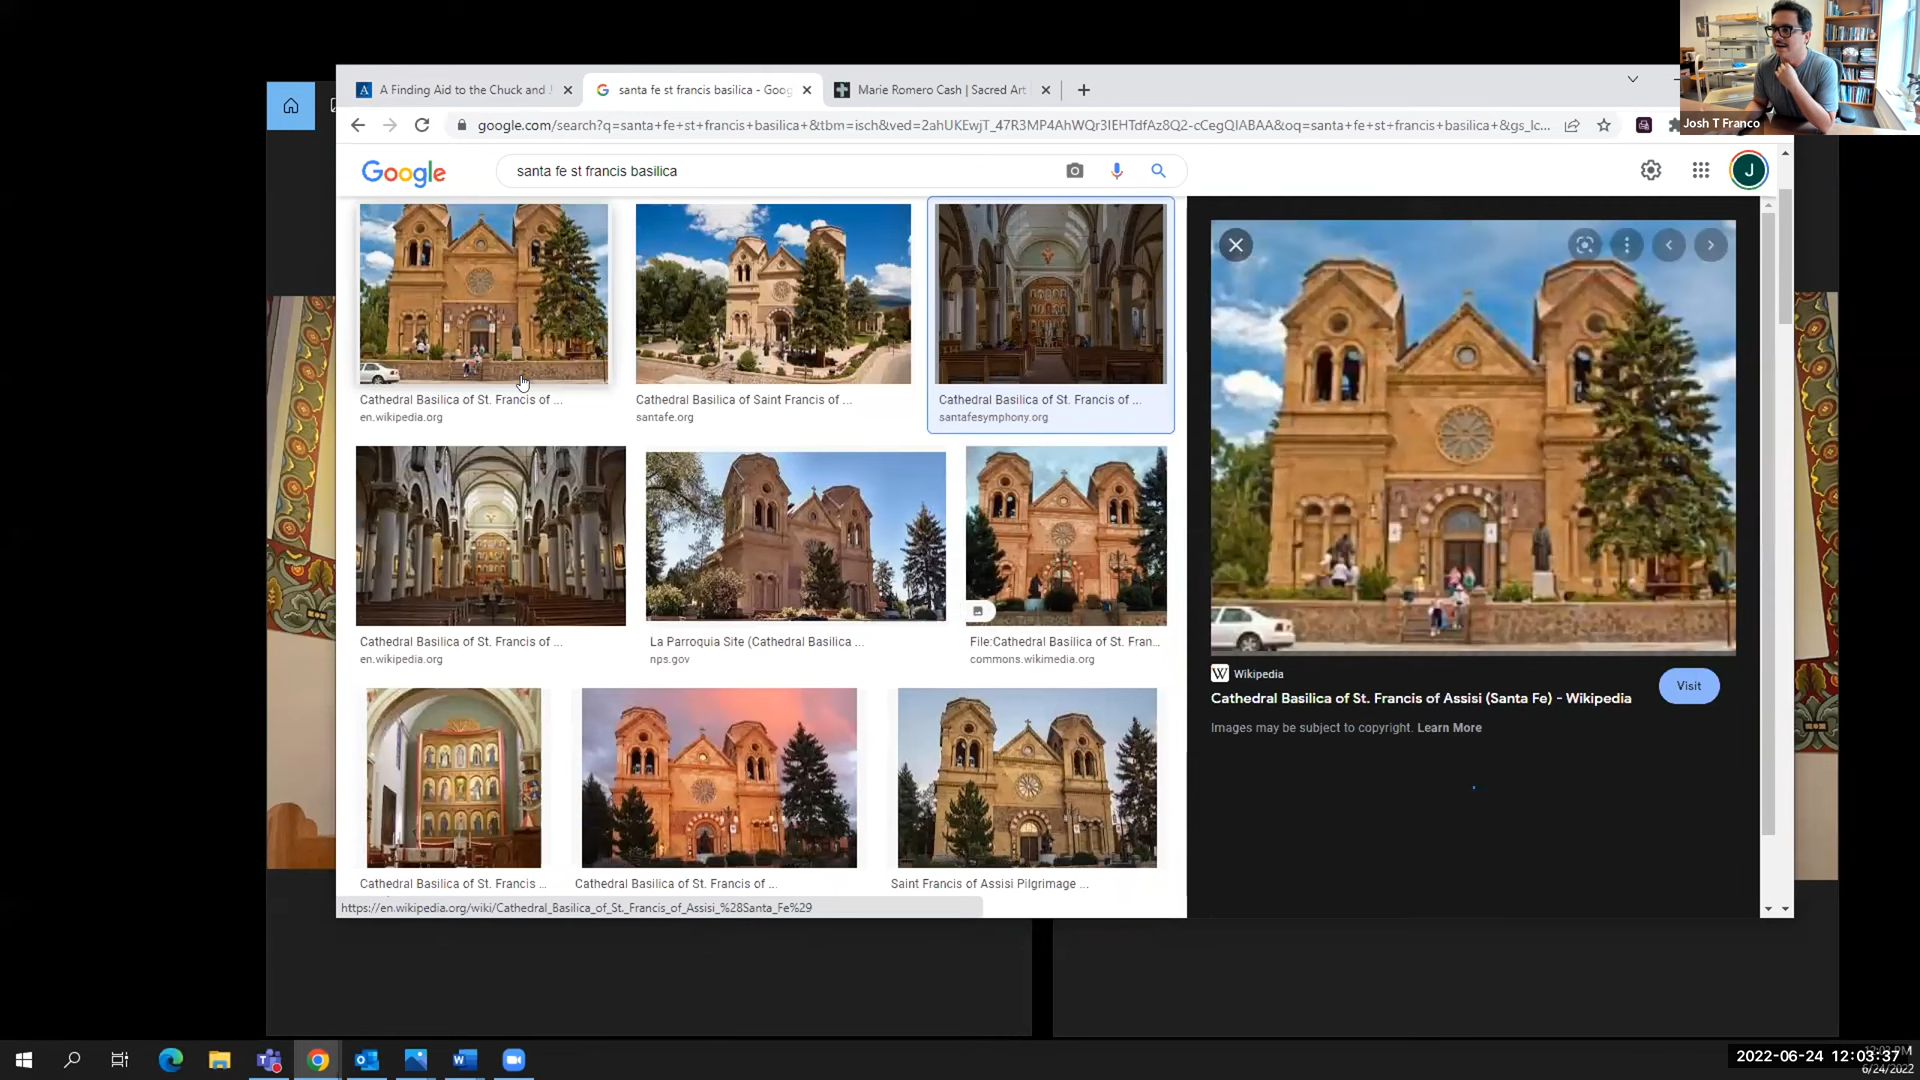 Josh T Franco
A Finding Aid to the Chuck and
santa fe st francis basilica - Goog
Marie Romero Cash | Sacred Art
google.com/search?q=santa+fe+st+francis+basilica+&tbm=isch&ved=2ahUKEwjT_47R3MP4AhWQr3IEHTdfAz8Q2-cCegQIABAA&oq=santa+fe+st+francis+basilica+&gs_lc...
Google
santa fe st francis basilica
J
Cathedral Basilica of St. Francis of ...
en.wikipedia.org
Cathedral Basilica of Saint Francis of ...
santafe.org
Cathedral Basilica of St. Francis of ...
santafesymphony.org
Cathedral Basilica of St. Francis of ...
en.wikipedia.org
La Parroquia Site (Cathedral Basilica ...
nps.gov
File:Cathedral Basilica of St. Fran...
commons.wikimedia.org
Cathedral Basilica of St. Francis ...
Cathedral Basilica of St. Francis of ...
Saint Francis of Assisi Pilgrimage ...
W Wikipedia
Visit
Cathedral Basilica of St. Francis of Assisi (Santa Fe) - Wikipedia
Images may be subject to copyright. Learn More
https://en.wikipedia.org/wiki/Cathedral_Basilica_of_St._Francis_of_Assisi_%28Santa_Fe%29
2022-06-24 12:03:37
6/24/2022